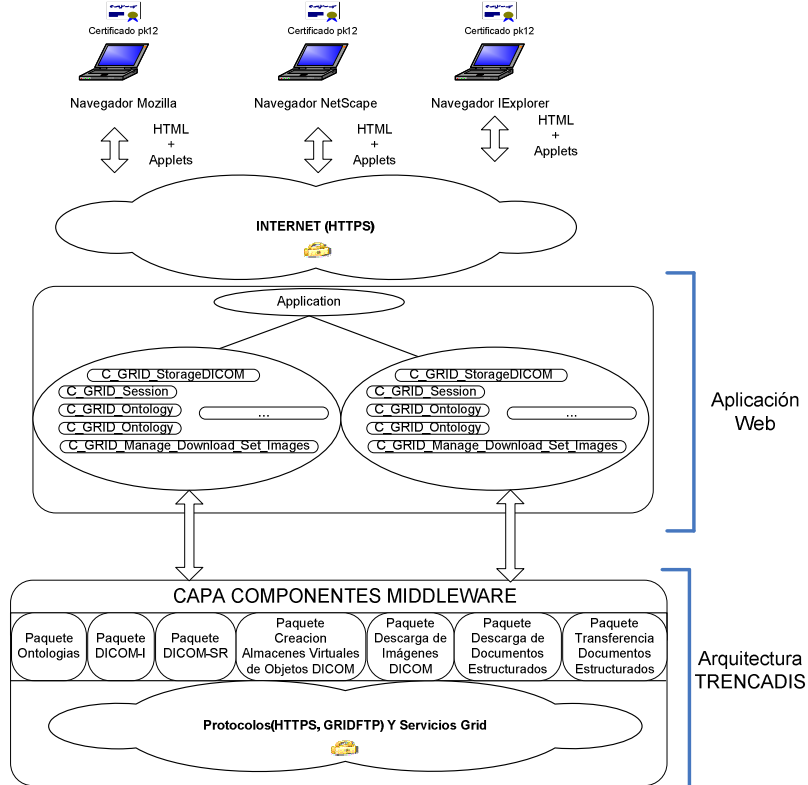 Certificado pk12
Certificado pk12
Certificado pk12
Navegador Mozilla
Navegador NetScape
Navegador IExplorer
HTML
+
Applets
HTML
+
Applets
HTML
+
Applets
INTERNET (HTTPS)
Application
C_GRID_StorageDICOM
C_GRID_Session
C_GRID_Ontology
...
C_GRID_Ontology
C_GRID_Manage_Download_Set_Images
C_GRID_StorageDICOM
C_GRID_Session
C_GRID_Ontology
...
C_GRID_Ontology
C_GRID_Manage_Download_Set_Images
Aplicación
Web
CAPA COMPONENTES MIDDLEWARE
Paquete
Ontologias
Paquete
DICOM-I
Paquete
DICOM-SR
Paquete
Creacion
Almacenes Virtuales
de Objetos DICOM
Paquete
Descarga de
Imágenes
DICOM
Paquete
Descarga de
Documentos
Estructurados
Paquete
Transferencia
Documentos
Estructurados
Arquitectura
TRENCADIS
Protocolos(HTTPS, GRIDFTP) Y Servicios Grid